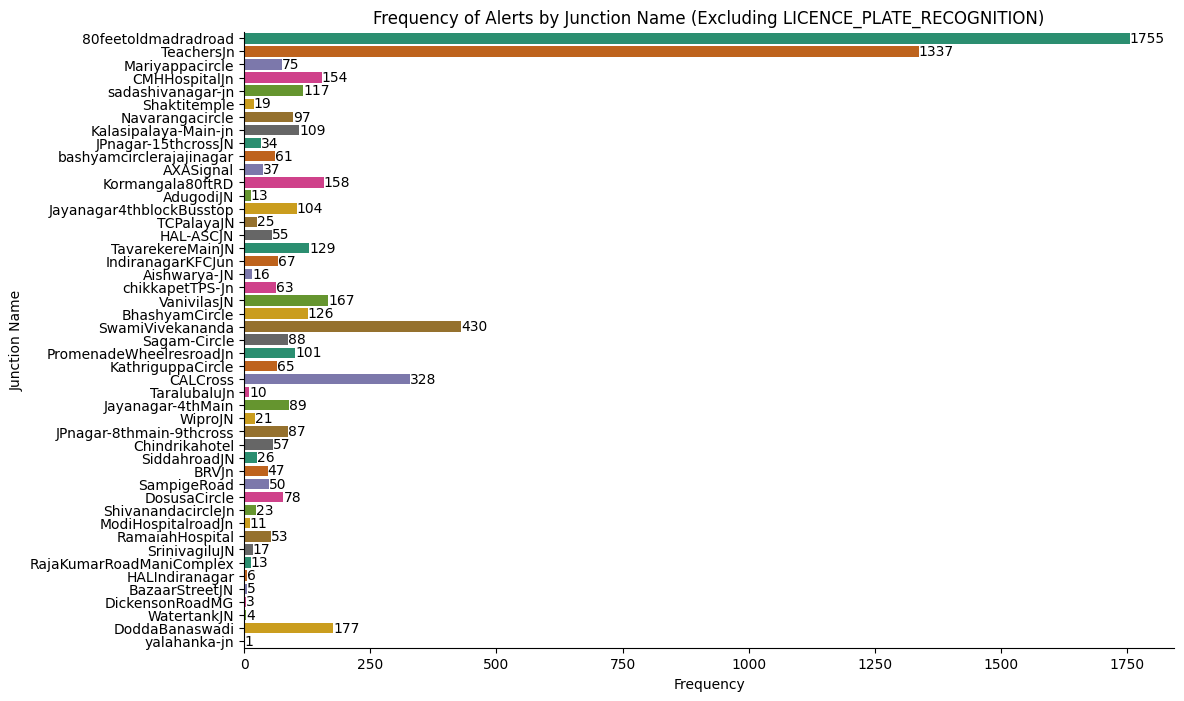 Frequency of Alerts by Junction Name (Excluding LICENCE_PLATE_RECOGNITION)
80feetoldmadradroad 1755
TeachersJn 1337
Mariyappacircle 75
CMHHospitalJn 154
sadashivanagar-jn 117
Shaktitemple 19
Navarangacircle 97
Kalasipalaya-Main-jn 109
JPnagar-15thcrossJN 34
bashyamcirclerajajinagar 61
AXASignal 37
Kormangala80ftRD 158
AdugodiJN 13
Jayanagar4thblockBusstop 104
TCPalayaJN 25
HAL-ASCJN 55
TavarekereMainJN 129
IndiranagarKFCJun 67
Aishwarya-JN 16
chikkapetTPS-Jn 63
VanivilasJN 167
BhashyamCircle 126
SwamiVivekananda 430
Sagam-Circle 88
PromenadeWheelresroadJn 101
KathriguppaCircle 65
CALCross 328
TaralubaluJn 10
Jayanagar-4thMain 89
WiproJN 21
JPnagar-8thmain-9thcross 87
Chindrikahotel 57
SiddahroadJN 26
BRVJn 47
SampigeRoad 50
DosusaCircle 78
ShivanandacircleJn 23
ModiHospitalroadJn 11
RamaiahHospital 53
SrinivagiluJN 17
RajaKumarRoadManiComplex 13
HALIndiranagar 6
BazaarStreetJN 5
DickensonRoadMG 3
WatertankJN 4
DoddaBanaswadi 177
yalahanka-jn 1
0 250 500 750 1000 1250 1500 1750
Frequency
Junction Name